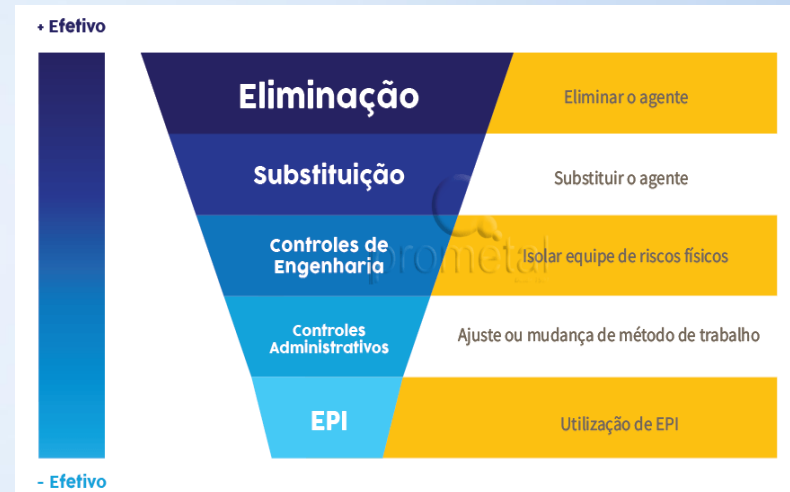 + Efetivo
Eliminação
Eliminar o agente
Substituição
Substituir o agente
Controles de
Engenharia
Isolar equipe de riscos físicos
prometal
Controles
Administrativos
Ajuste ou mudança de método de trabalho
EPI
Utilização de EPI
- Efetivo